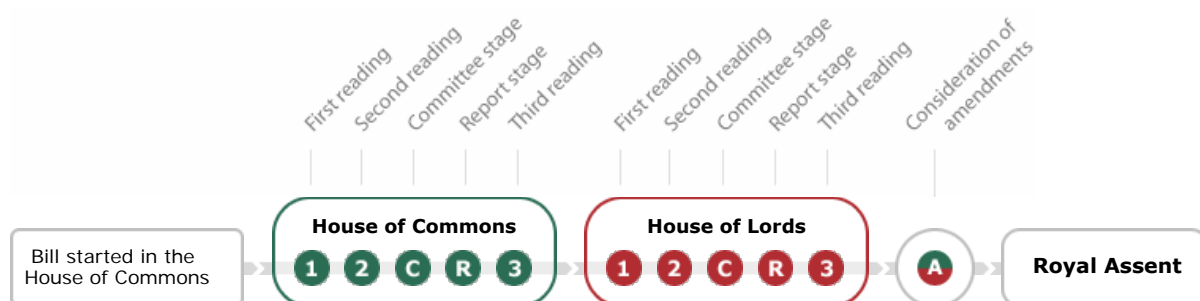 First reading
Second reading
Committee stage
Report stage
Third reading
First reading
Second reading
Committee stage
Report stage
Third reading
Consideration of
amendments
Bill started in the
House of Commons
House of Commons
1 2 C R 3
House of Lords
1 2 C R 3
A
Royal Assent